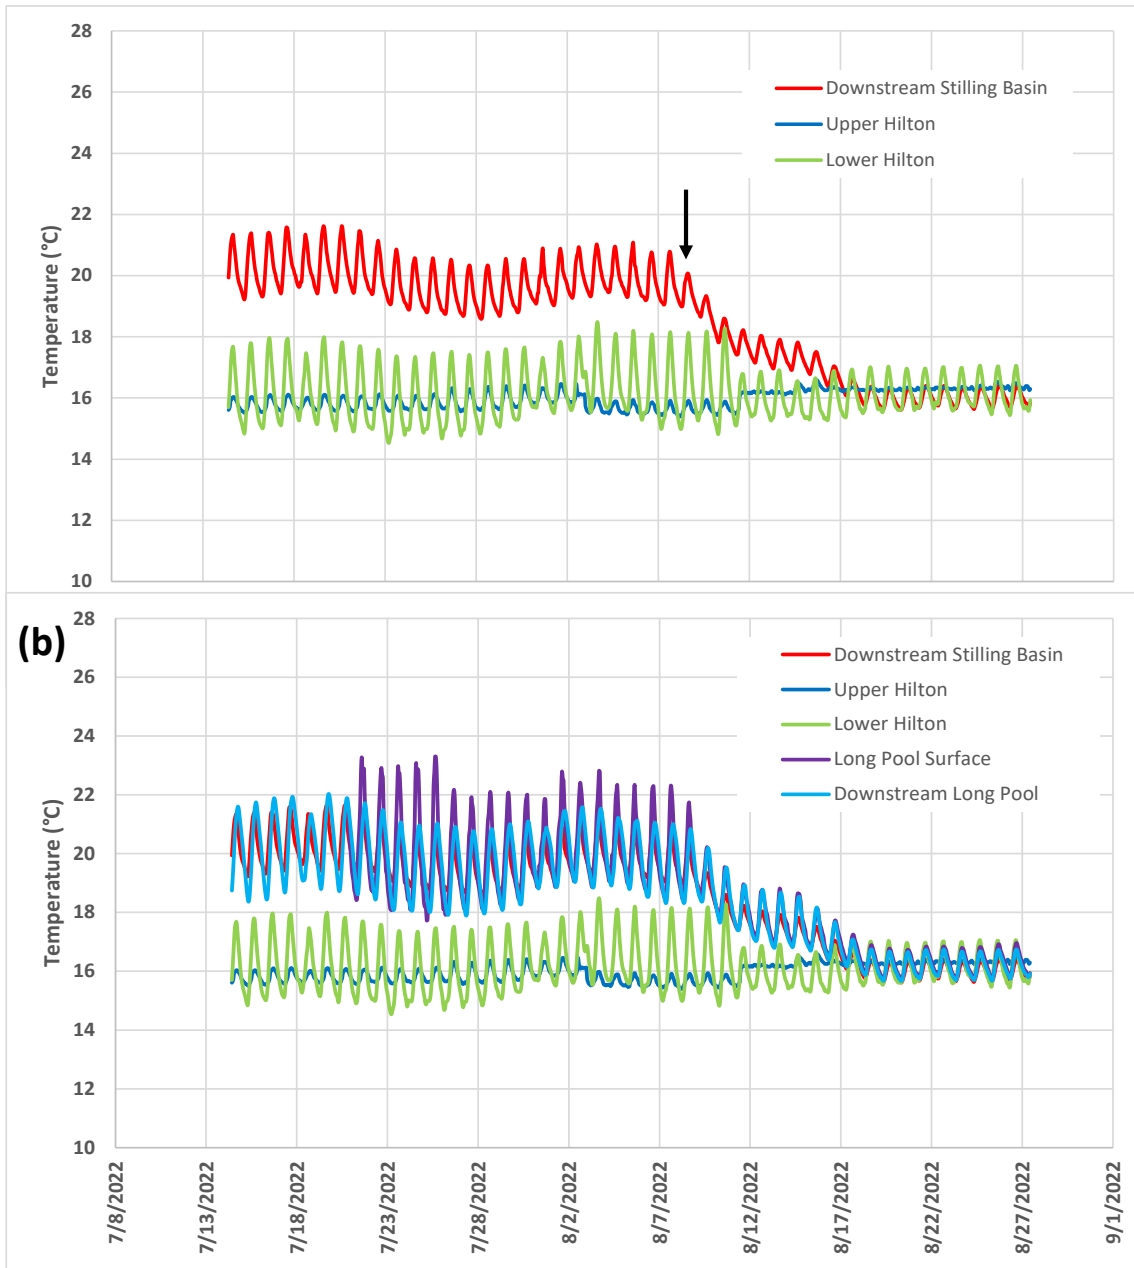 28
26
24
22
20
18
16
14
12
10
Temperature (°C)
Downstream Stilling Basin
Upper Hilton
Lower Hilton
(b)
28
26
24
22
20
18
16
14
12
10
Temperature (°C)
Downstream Stilling Basin
Upper Hilton
Lower Hilton
Long Pool Surface
Downstream Long Pool
7/8/2022
7/13/2022
7/18/2022
7/23/2022
7/28/2022
8/2/2022
8/7/2022
8/12/2022
8/17/2022
8/22/2022
8/27/2022
9/1/2022